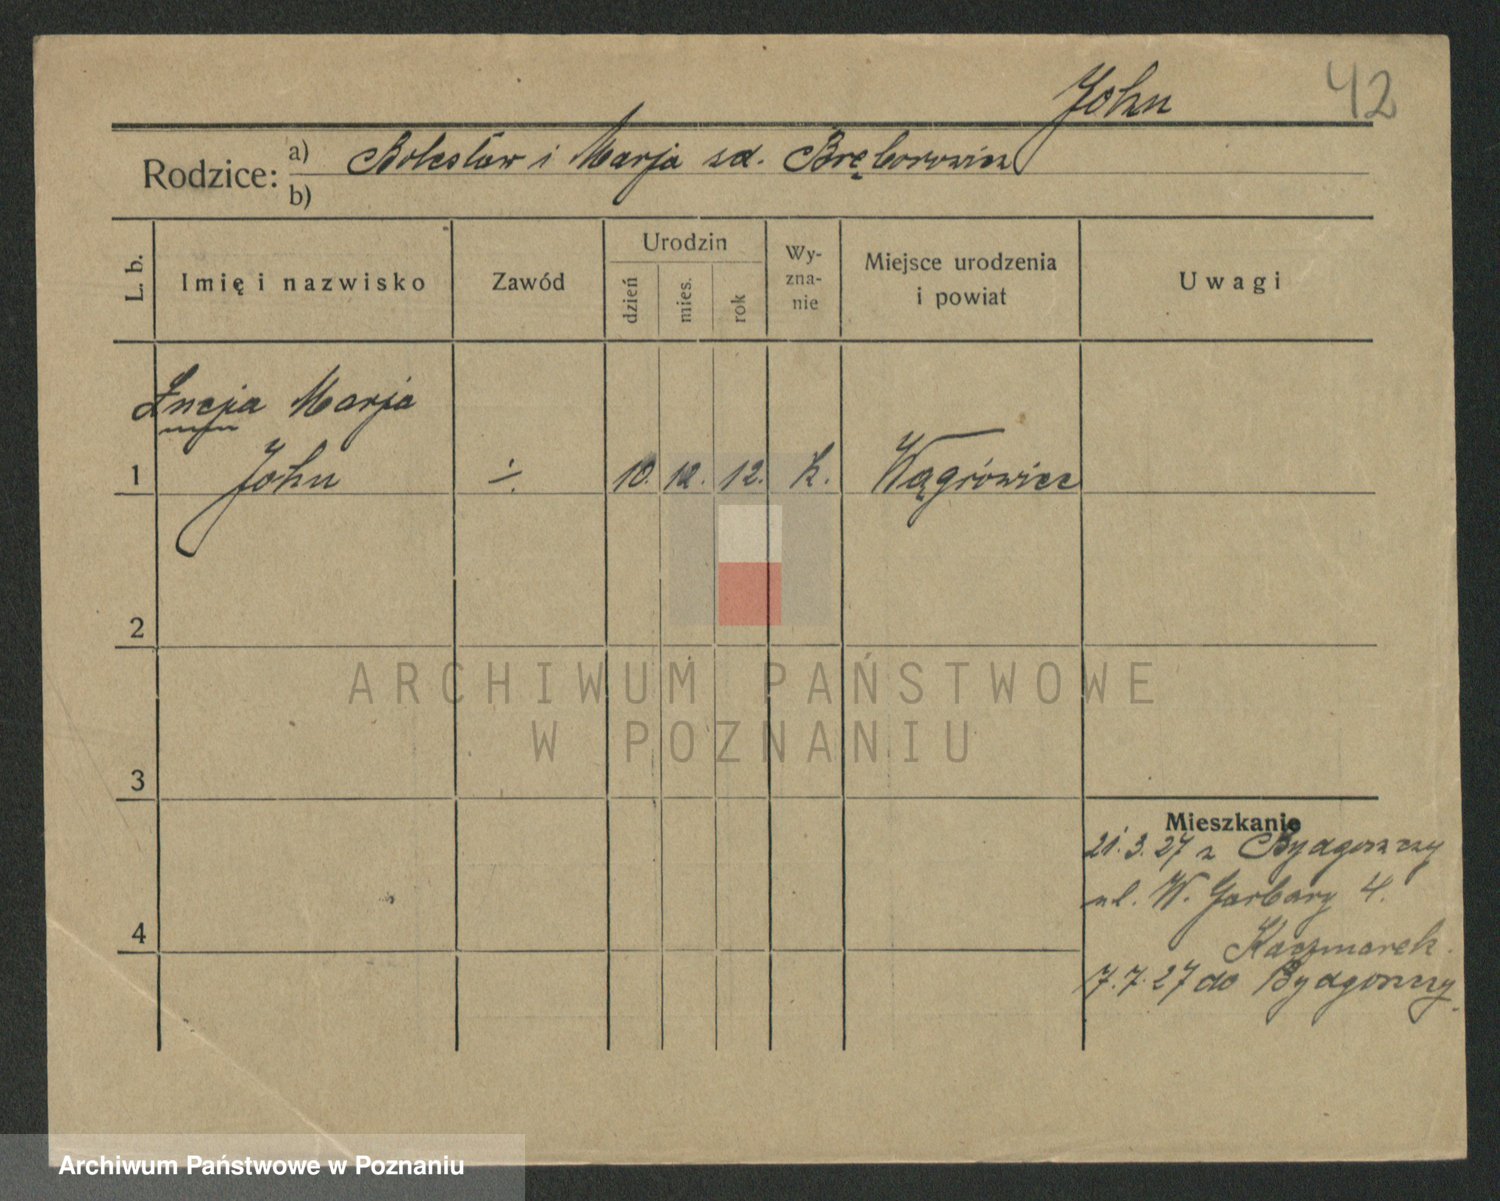 John
42
Rodzice:
a) Bolesław i Marja zd. Bręborowicz
b)
L. b.
Imię i nazwisko
Zawód
Urodzin
dzień
mies.
rok
Wy-
zna-
nie
Miejsce urodzenia
i powiat
Uwagi
Łucja Marja
1 John ÷ 10. 12. 12. k. Wągrówiec
2
3
4
Mieszkanie
21.3.27 z Bydgoszczy
ul. W. Garbary 4.
Kaczmarek.
7.7.27 do Bydgoszczy.
ARCHIWUM PAŃSTWOWE
W POZNANIU
Archiwum Państwowe w Poznaniu